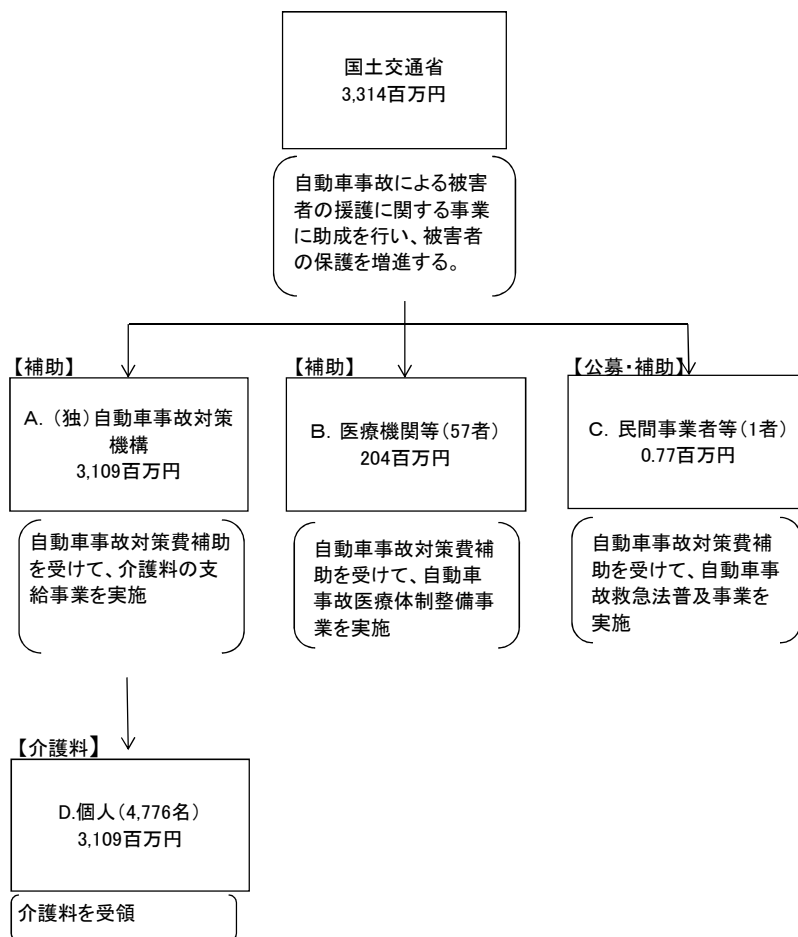 国土交通省
3,314百万円
自動車事故による被害
者の援護に関する事業
に助成を行い、被害者
の保護を増進する。
【補助】
A. （独）自動車事故対策
機構
3,109百万円
自動車事故対策費補助
を受けて、介護料の支
給事業を実施
【補助】
B. 医療機関等（57者）
204百万円
自動車事故対策費補
助を受けて、自動車
事故医療体制整備事
業を実施
【公募・補助】
C. 民間事業者等（1者）
0.77百万円
自動車事故対策費補
助を受けて、自動車事
故救急法普及事業を
実施
【介護料】
D.個人（4,776名）
3,109百万円
介護料を受領